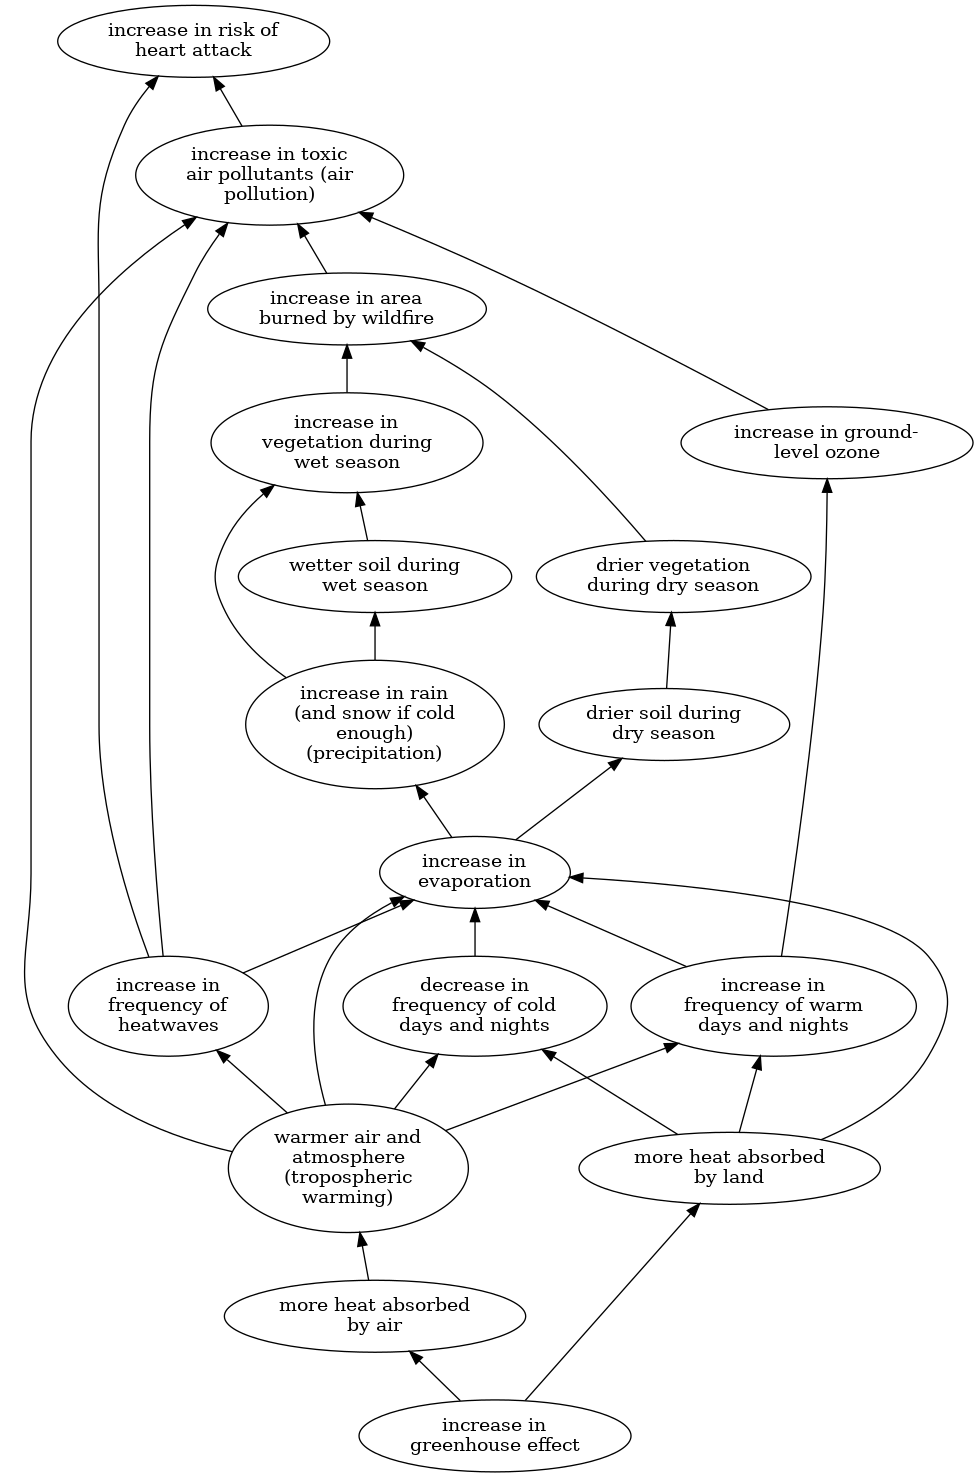 increase in risk of
heart attack
increase in toxic
air pollutants (air
pollution)
increase in area
burned by wildfire
increase in
vegetation during
wet season
increase in ground-
level ozone
wetter soil during
wet season
drier vegetation
during dry season
increase in rain
(and snow if cold
enough)
(precipitation)
drier soil during
dry season
increase in
evaporation
increase in
frequency of
heatwaves
decrease in
frequency of cold
days and nights
increase in
frequency of warm
days and nights
warmer air and
atmosphere
(tropospheric
warming)
more heat absorbed
by land
more heat absorbed
by air
increase in
greenhouse effect